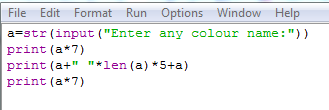 File Edit Format Run Options Window Help
a=str(input("Enter any colour name:"))
print(a*7)
print(a+" "*len(a)*5+a)
print(a*7)